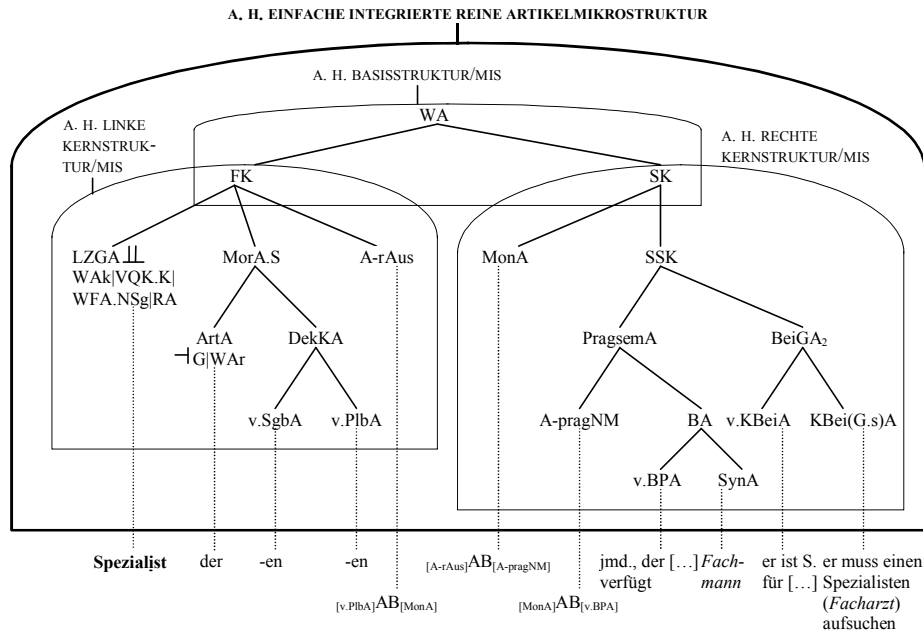 A. H. EINFACHE INTEGRIERTE REINE ARTIKELMIKROSTRUKTUR
A. H. BASISSTRUKTUR/MIS
WA
A. H. LINKE
KERNSTRUK-
TUR/MIS
A. H. RECHTE
KERNSTRUKTUR/MIS
FK
SK
LZGA
WAk|VQK.K|
WFA.NSg|RA
MorA.S
A-rAus
MonA
SSK
ArtA
G|WAr
DekKA
PragsemA
BeiGA₂
v.SgbA
v.PlbA
A-pragNM
BA
v.KBeiA
KBei(G.s)A
v.BPA
SynA
Spezialist
der
-en
-en
[A-rAus]AB[A-pragNM]
jmd., der […]
verfügt
Fach-
mann
er ist S.
für […]
er muss einen
Spezialisten
(Facharzt)
aufsuchen
[v.PlbA]AB[MonA]
[MonA]AB[v.BPA]